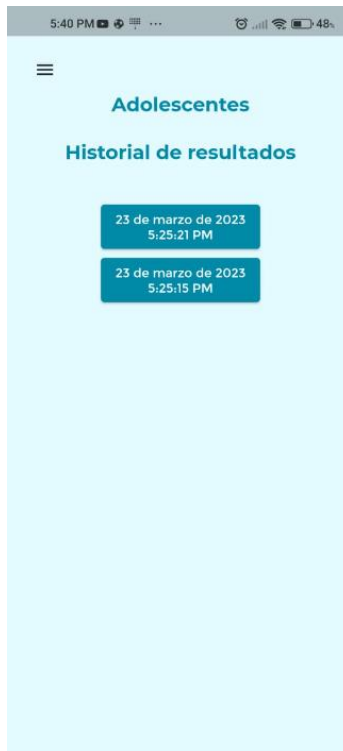 5:40 PM ... 48%
Adolescentes
Historial de resultados
23 de marzo de 2023
5:25:21 PM
23 de marzo de 2023
5:25:15 PM